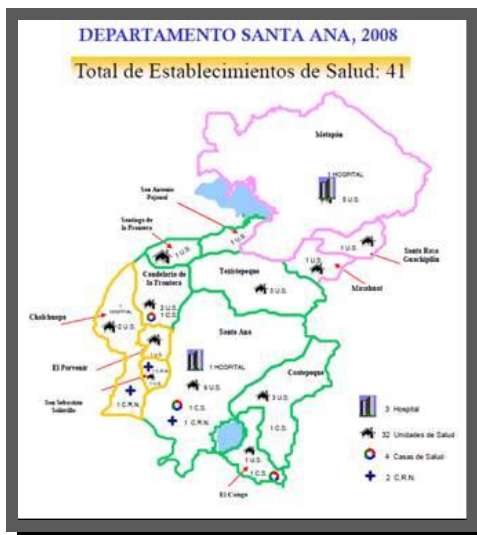 DEPARTAMENTO SANTA ANA, 2008
Total de Establecimientos de Salud: 41
Metapán
1 HOSPITAL
5 U.S.
San Antonio
Pajonal
Santiago de
la Frontera
1 U.S.
1 U.S.
1 U.S.
Santa Rosa
Guachipilín
1 U.S.
Masahuat
Candelaria de
la Frontera
Texistepeque
3 U.S.
2 U.S.
1 C.S.
Chalchuapa
1
HOSPITAL
2 U.S.
Santa Ana
El Porvenir
1 U.S.
1 HOSPITAL
Coatepeque
San Sebastián
Salitrillo
1 U.S.
9 U.S.
3 U.S.
1 C.R.N.
1 C.S.
1 C.S.
1 C.R.N.
1 U.S.
1 C.S.
El Congo
3 Hospital
32 Unidades de Salud
4 Casas de Salud
2 C.R.N.